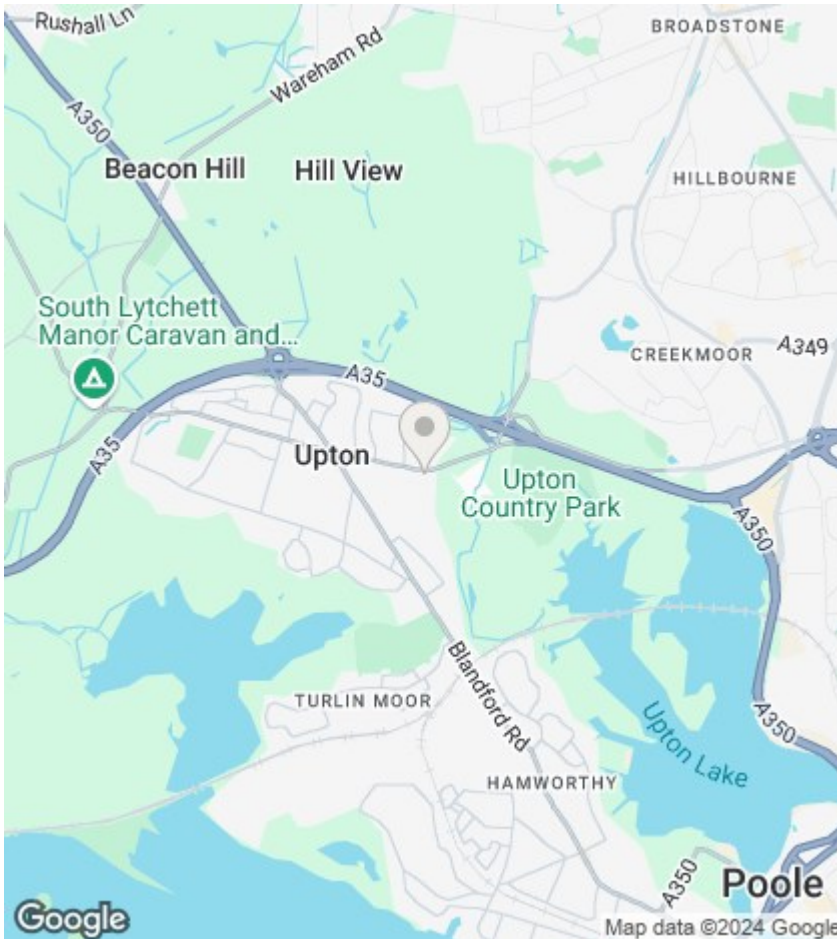 Rushall Ln
BROADSTONE
Wareham Rd
A350
Beacon Hill
Hill View
HILLBOURNE
South Lytchett
Manor Caravan and...
CREEKMOOR
A349
A35
A35
Upton
Upton
Country Park
A350
Blandford Rd
TURLIN MOOR
Upton Lake
A350
HAMWORTHY
A350
Poole
Google
Map data ©2024 Google